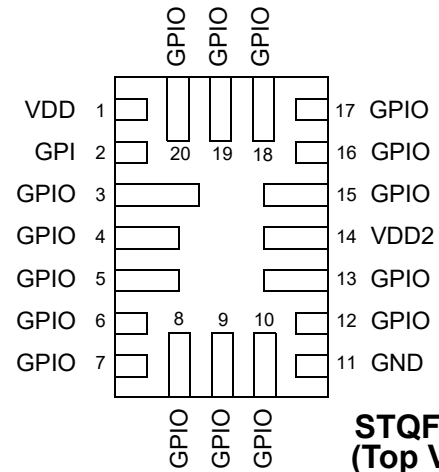 GPIO GPIO GPIO
VDD 1 17 GPIO
GPI 2 20 19 18 16 GPIO
GPIO 3 15 GPIO
GPIO 4 14 VDD2
GPIO 5 13 GPIO
GPIO 6 8 9 10 12 GPIO
GPIO 7 11 GND
GPIO GPIO GPIO
STQF
(Top V